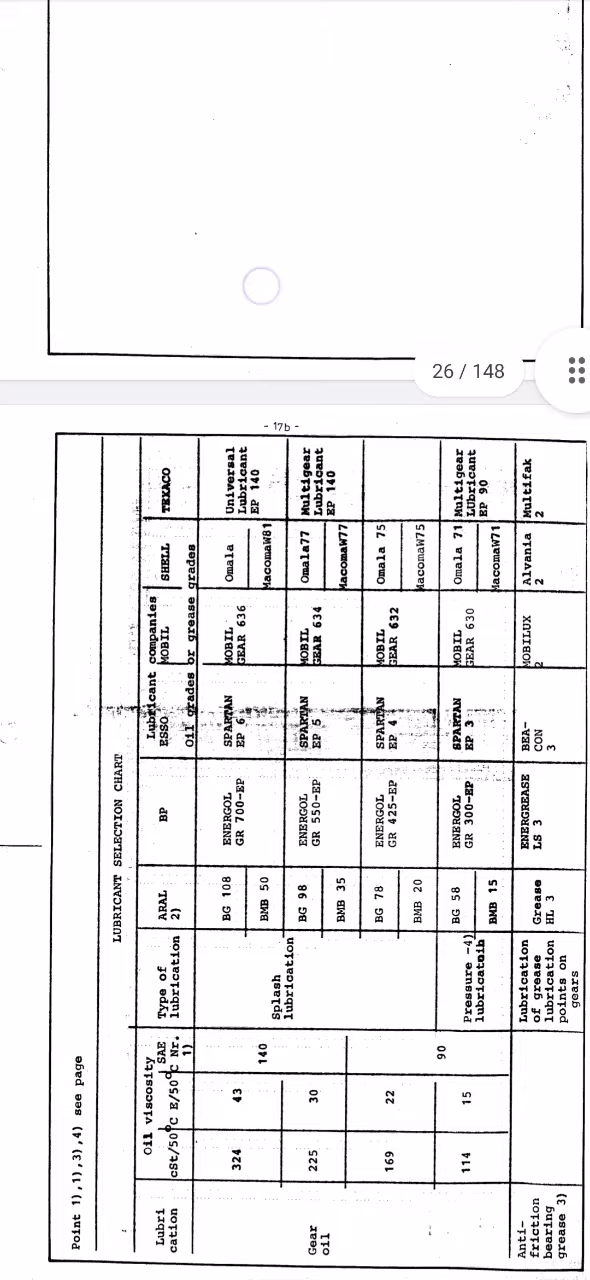 26 / 148
- 17b -
Point 1),1),3),4) see page
LUBRICANT SELECTION CHART
Lubri
cation
Oil viscosity
cSt/50°C E/50°C
SAE
Nr.
1)
Type of
lubrication
Lubricant companies
ARAL
2)
BP
ESSO
MOBIL
SHELL
TEXACO
Oil grades or grease grades
Gear
oil
324
43
140
Splash
lubrication
BG 108
BMB 50
ENERGOL
GR 700-EP
SPARTAN
EP 6
MOBIL
GEAR 636
Omala
MacomaW81
Universal
Lubricant
EP 140
225
30
BG 98
BMB 35
ENERGOL
GR 550-EP
SPARTAN
EP 5
MOBIL
GEAR 634
Omala77
MacomaW77
Multigear
Lubricant
EP 140
169
22
90
BG 78
BMB 20
ENERGOL
GR 425-EP
SPARTAN
EP 4
MOBIL
GEAR 632
Omala 75
MacomaW75
114
15
Pressure -4)
BG 58
BMB 15
ENERGOL
GR 300-EP
SPARTAN
EP 3
MOBIL
GEAR 630
Omala 71
MacomaW71
Multigear
LUbricant
EP 90
Anti-
friction
bearing
grease 3)
Lubrication
of grease
lubrication
points on
gears
Grease
HL 3
ENERGREASE
LS 3
BEA-
CON
3
MOBILUX
2
Alvania
2
Multifak
2